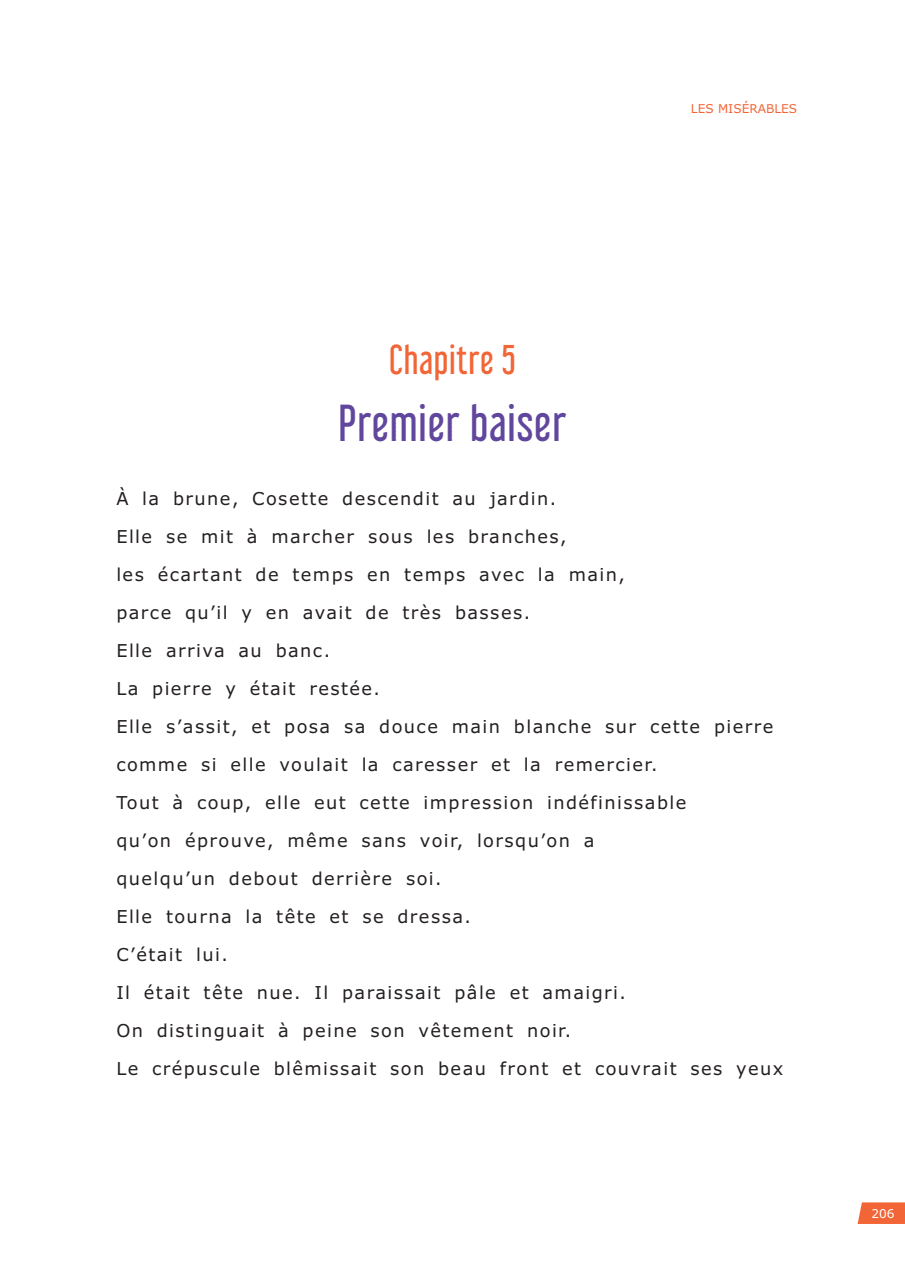 LES MISÉRABLES
Chapitre 5
Premier baiser
À la brune, Cosette descendit au jardin.
Elle se mit à marcher sous les branches,
les écartant de temps en temps avec la main,
parce qu’il y en avait de très basses.
Elle arriva au banc.
La pierre y était restée.
Elle s’assit, et posa sa douce main blanche sur cette pierre
comme si elle voulait la caresser et la remercier.
Tout à coup, elle eut cette impression indéfinissable
qu’on éprouve, même sans voir, lorsqu’on a
quelqu’un debout derrière soi.
Elle tourna la tête et se dressa.
C’était lui.
Il était tête nue. Il paraissait pâle et amaigri.
On distinguait à peine son vêtement noir.
Le crépuscule blêmissait son beau front et couvrait ses yeux
206